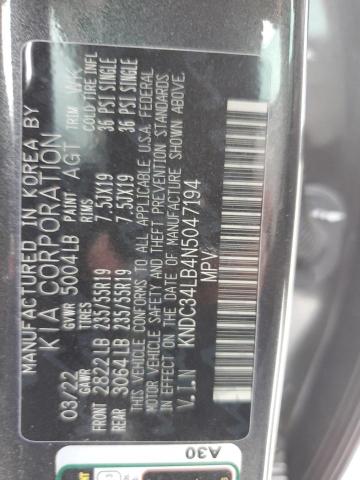 MANUFACTURED IN KOREA BY
KIA CORPORATION
03/22 GVWR 5004LB PAINT AGT TRIM WK
GAWR TIRES RIMS COLD TIRE INF.
FRONT 2822LB 235/55R19 7.5JX19 36 PSI SINGLE
REAR 3064LB 235/55R19 7.5JX19 36 PSI SINGLE
THIS VEHICLE CONFORMS TO ALL APPLICABLE U.S.A. FEDERAL
MOTOR VEHICLE SAFETY AND THEFT PREVENTION STANDARDS
IN EFFECT ON THE DATE OF MANUFACTURE SHOWN ABOVE.
V.I.N KNDC34LB4N5047194
MPV
A30